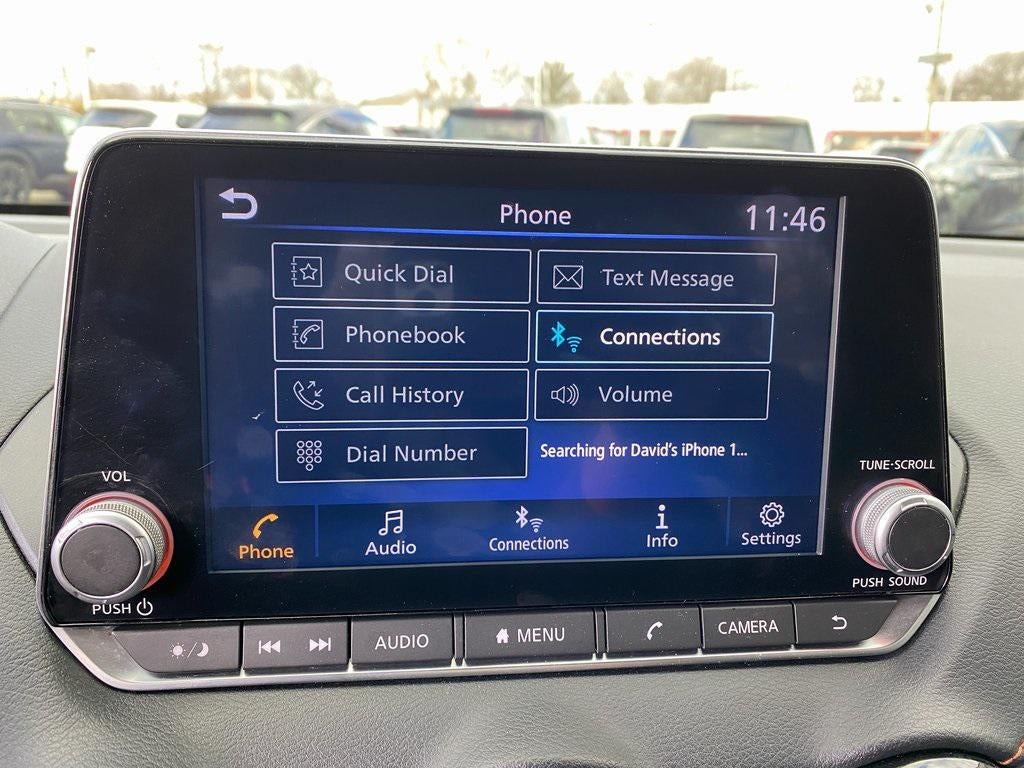 Phone
11:46
Quick Dial
Text Message
Phonebook
Connections
Call History
Volume
Dial Number
Searching for David's iPhone 1...
VOL
TUNE·SCROLL
Phone
Audio
Connections
Info
Settings
PUSH
PUSH SOUND
AUDIO
MENU
CAMERA